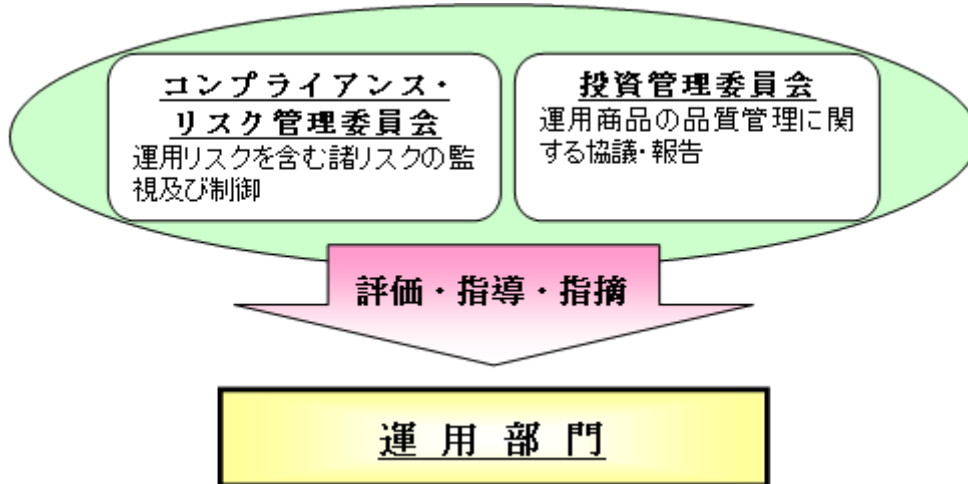 コンプライアンス・
リスク管理委員会
運用リスクを含む諸リスクの監
視及び制御
投資管理委員会
運用商品の品質管理に関
する協議・報告
評価・指導・指摘
運用部門